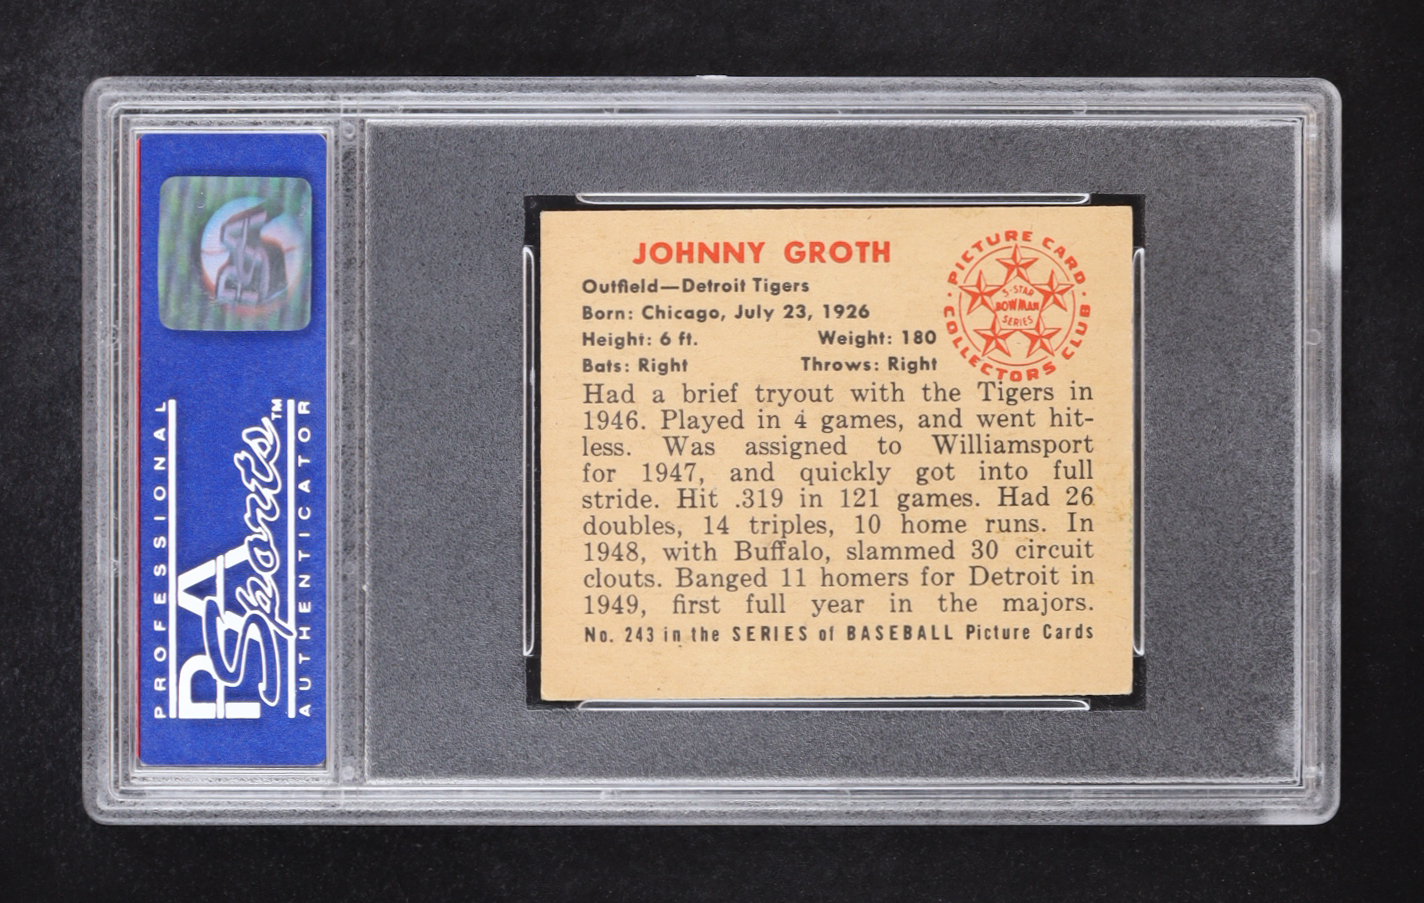 PROFESSIONAL
PSA
Sports™
AUTHENTICATOR
PSA
JOHNNY GROTH
Outfield—Detroit Tigers
Born: Chicago, July 23, 1926
Height: 6 ft. Weight: 180
Bats: Right Throws: Right
PICTURE CARD
COLLECTORS CLUB
5-STAR
BOWMAN
SERIES
Had a brief tryout with the Tigers in
1946. Played in 4 games, and went hit-
less. Was assigned to Williamsport
for 1947, and quickly got into full
stride. Hit .319 in 121 games. Had 26
doubles, 14 triples, 10 home runs. In
1948, with Buffalo, slammed 30 circuit
clouts. Banged 11 homers for Detroit in
1949, first full year in the majors.
No. 243 in the SERIES of BASEBALL Picture Cards